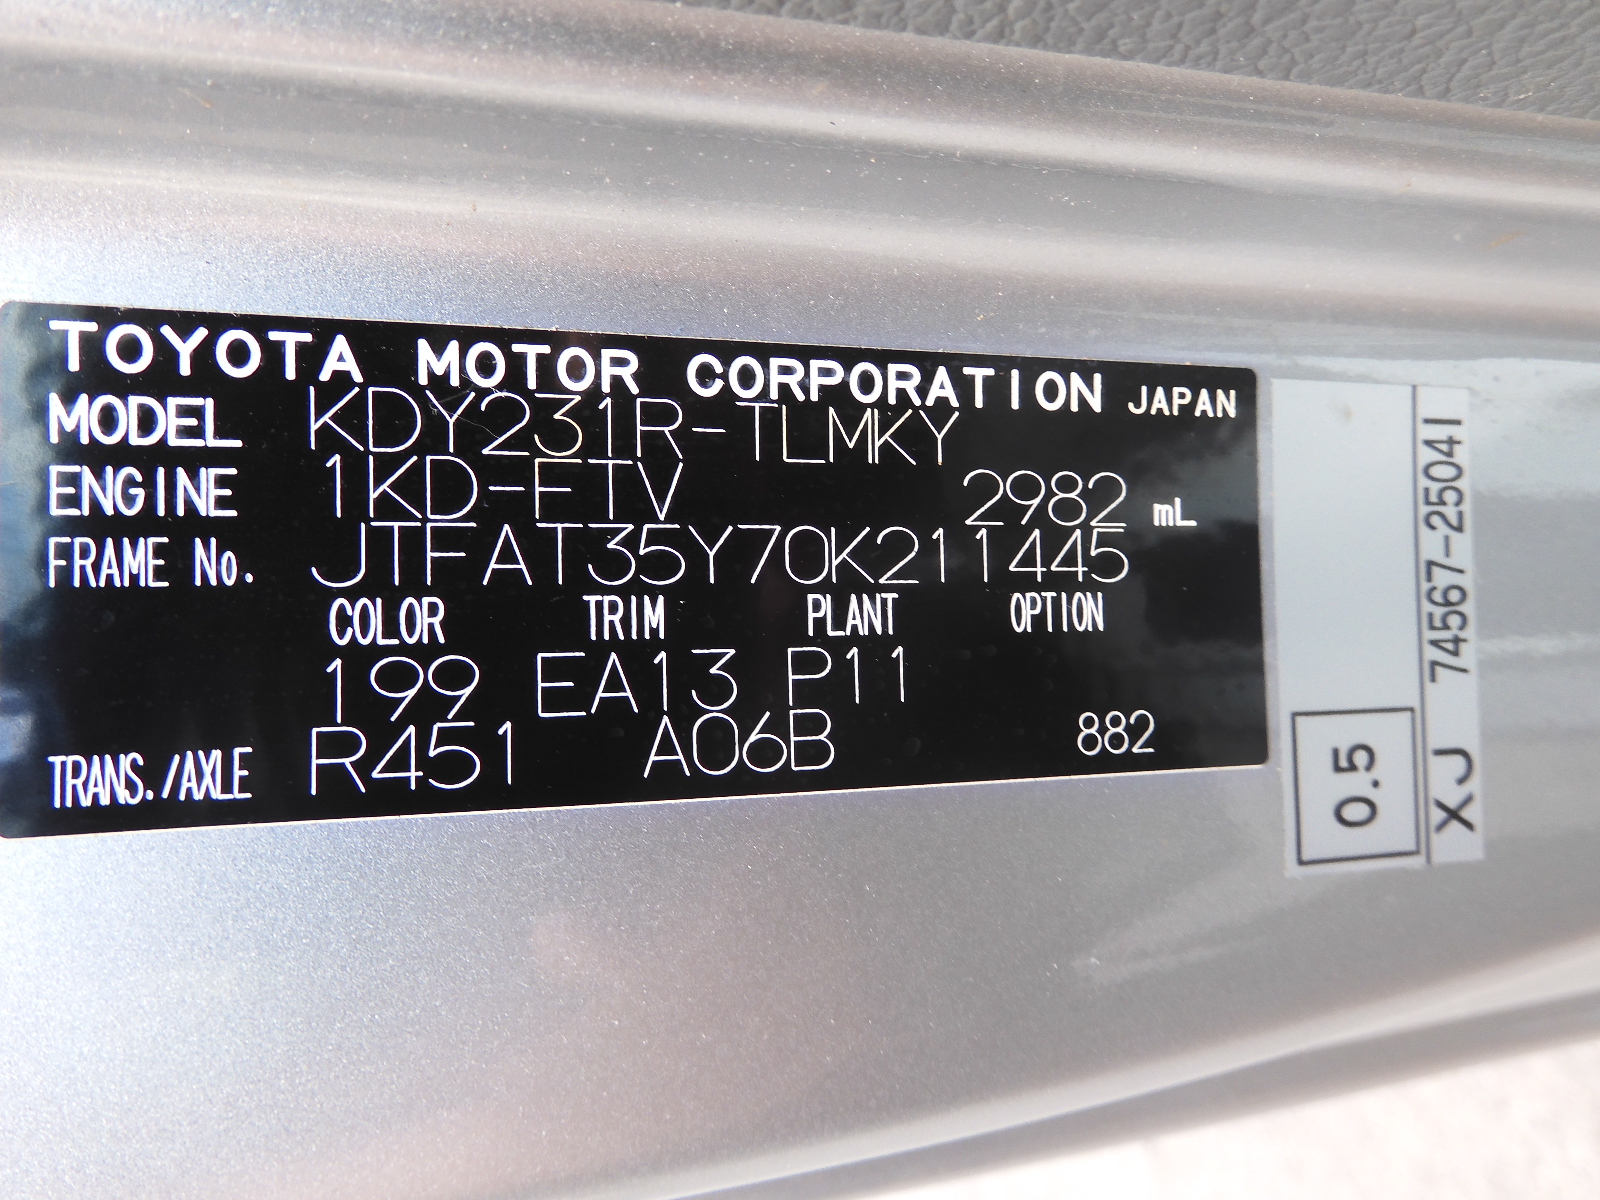 TOYOTA MOTOR CORPORATION JAPAN
MODEL KDY231R-TLMKY
ENGINE 1KD-FTV 2982 mL
FRAME No. JTFAT35Y70K211445
COLOR TRIM PLANT OPTION
199 EA13 P11
TRANS./AXLE R451 A06B 882
0.5
XJ 74567-25041